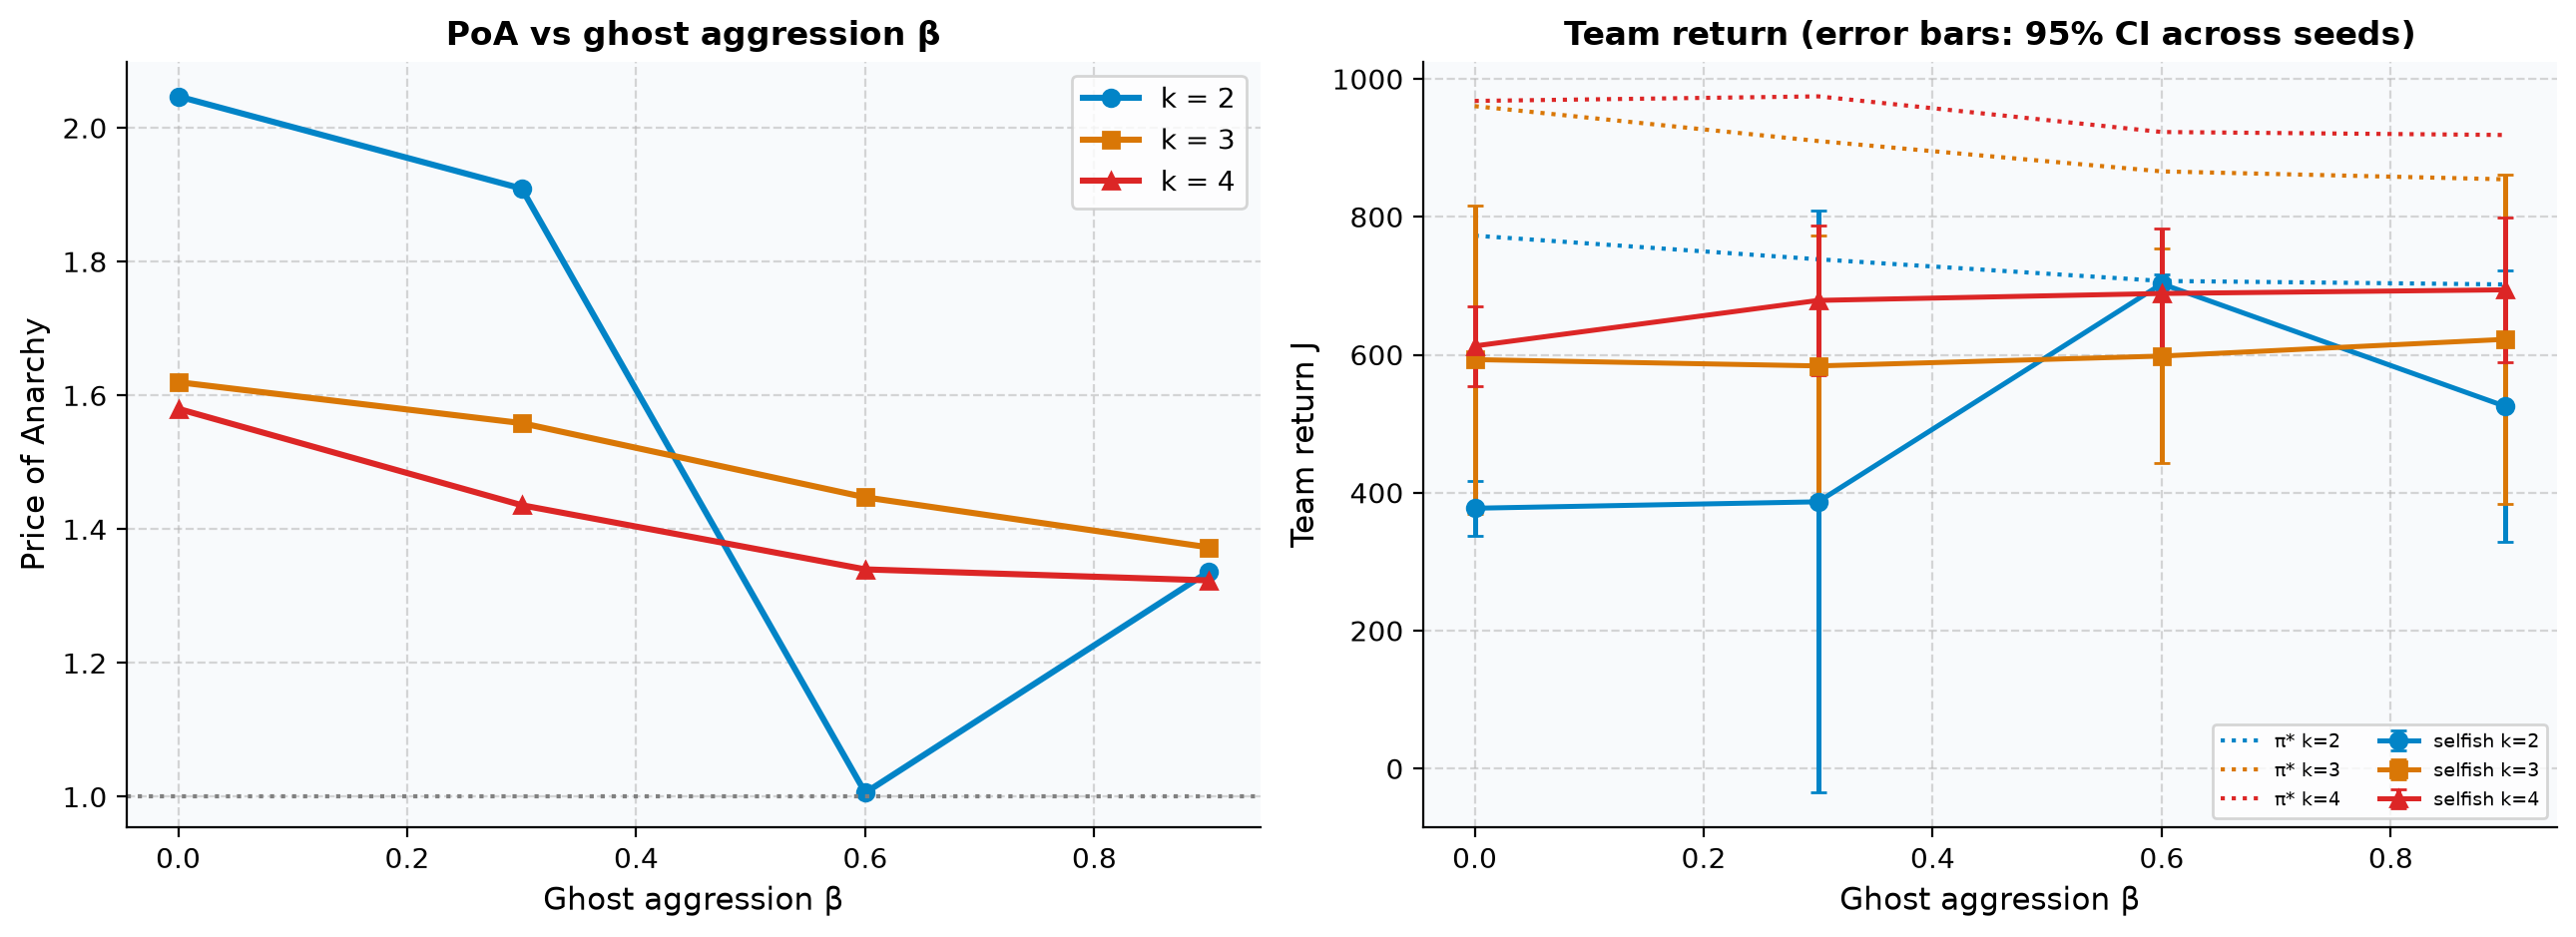 PoA vs ghost aggression β
Price of Anarchy
2.0
1.8
1.6
1.4
1.2
1.0
0.0 0.2 0.4 0.6 0.8
Ghost aggression β
k = 2
k = 3
k = 4
Team return (error bars: 95% CI across seeds)
Team return J
1000
800
600
400
200
0
0.0 0.2 0.4 0.6 0.8
Ghost aggression β
π* k=2 selfish k=2
π* k=3 selfish k=3
π* k=4 selfish k=4